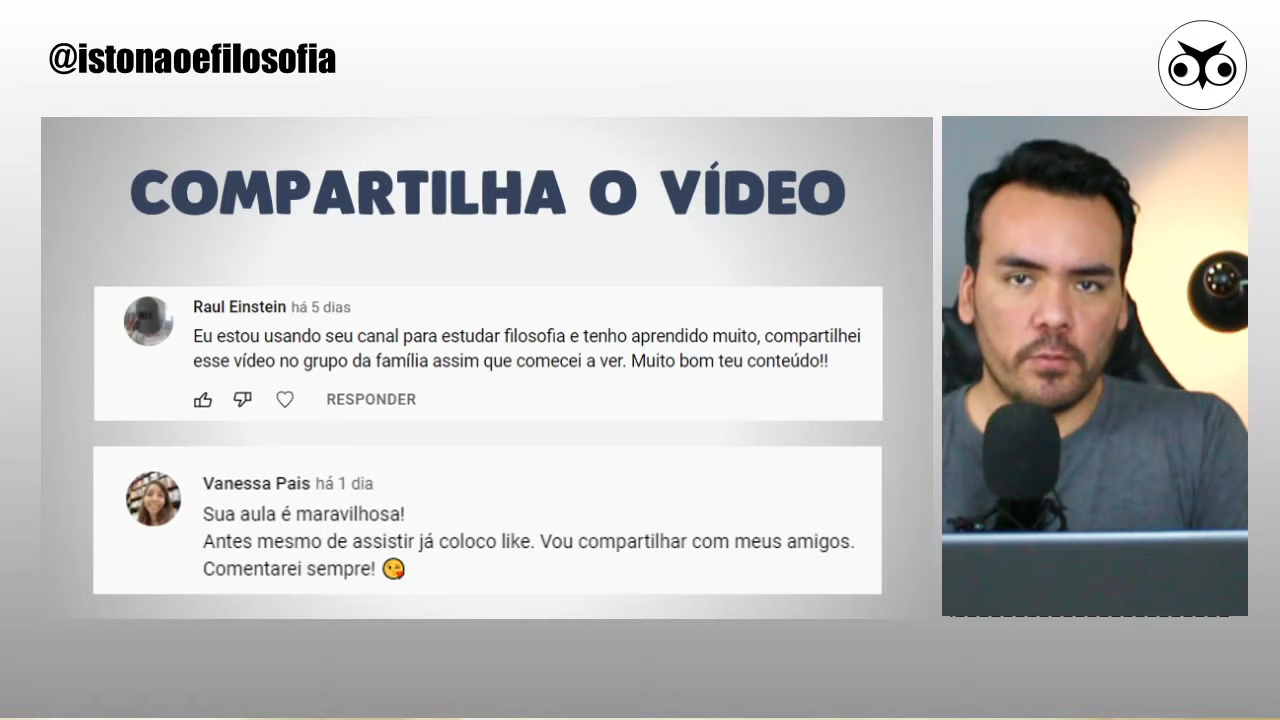 @istonaoefilosofia
COMPARTILHA O VÍDEO
Raul Einstein há 5 dias
Eu estou usando seu canal para estudar filosofia e tenho aprendido muito, compartilhei
esse vídeo no grupo da família assim que comecei a ver. Muito bom teu conteúdo!!
RESPONDER
Vanessa Pais há 1 dia
Sua aula é maravilhosa!
Antes mesmo de assistir já coloco like. Vou compartilhar com meus amigos.
Comentarei sempre! 😘